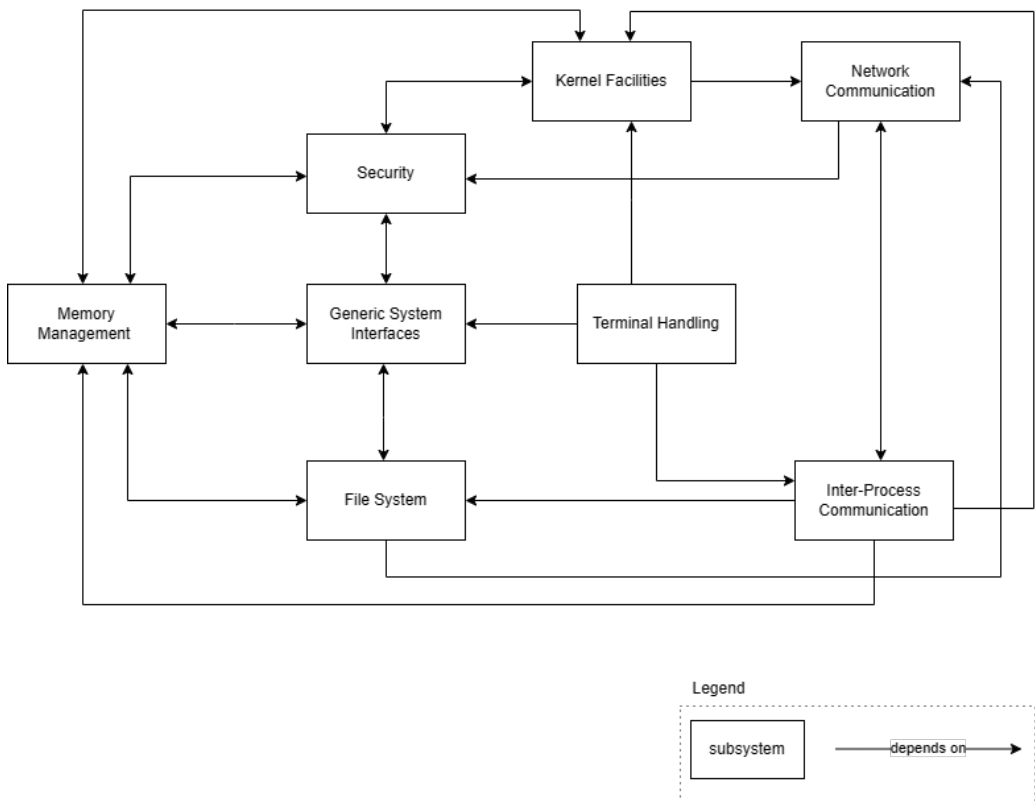 Kernel Facilities
Network
Communication
Security
Memory
Management
Generic System
Interfaces
Terminal Handling
File System
Inter-Process
Communication
Legend
subsystem
depends on